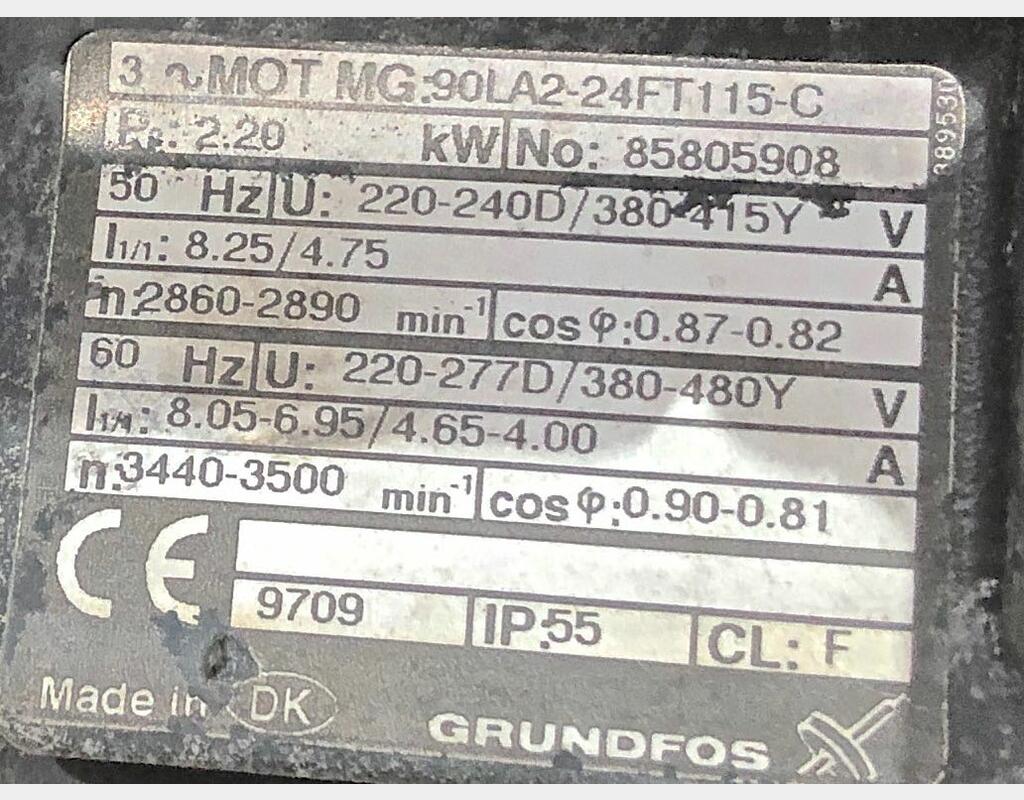 3 ~ MOT MG: 90LA2-24FT115-C
P₂: 2.20 kW No: 85805908
50 Hz U: 220-240D/380-415Y V
I1/1: 8.25/4.75 A
n: 2860-2890 min⁻¹ cos φ: 0.87-0.82
60 Hz U: 220-277D/380-480Y V
I1/1: 8.05-6.95/4.65-4.00 A
n: 3440-3500 min⁻¹ cos φ: 0.90-0.81
CE
9709 IP: 55 CL: F
Made in DK
GRUNDFOS